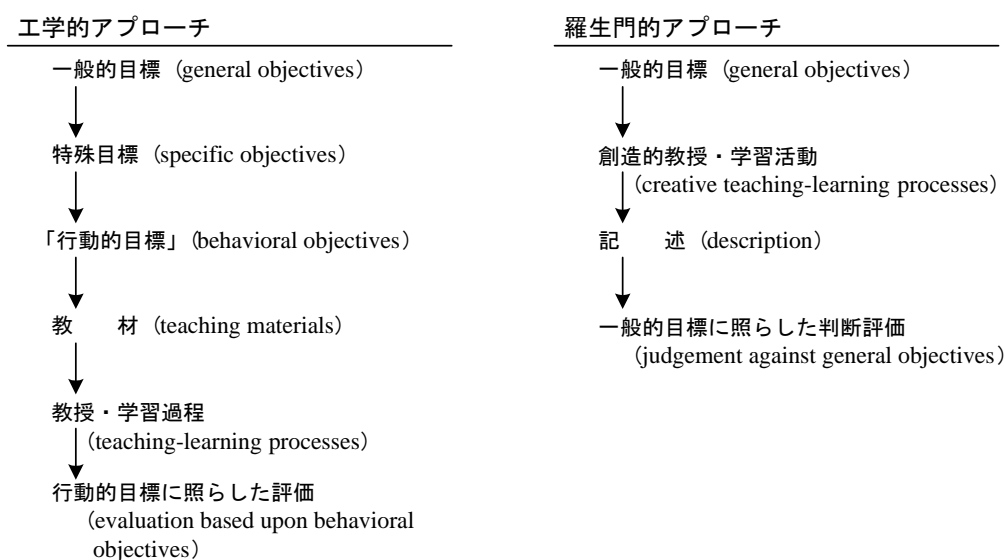 工学的アプローチ
一般的目標（general objectives）
特殊目標（specific objectives）
「行動的目標」（behavioral objectives）
教　　材（teaching materials）
教授・学習過程
（teaching-learning processes）
行動的目標に照らした評価
（evaluation based upon behavioral
objectives）
羅生門的アプローチ
一般的目標（general objectives）
創造的教授・学習活動
（creative teaching-learning processes）
記　　述（description）
一般的目標に照らした判断評価
（judgement against general objectives）